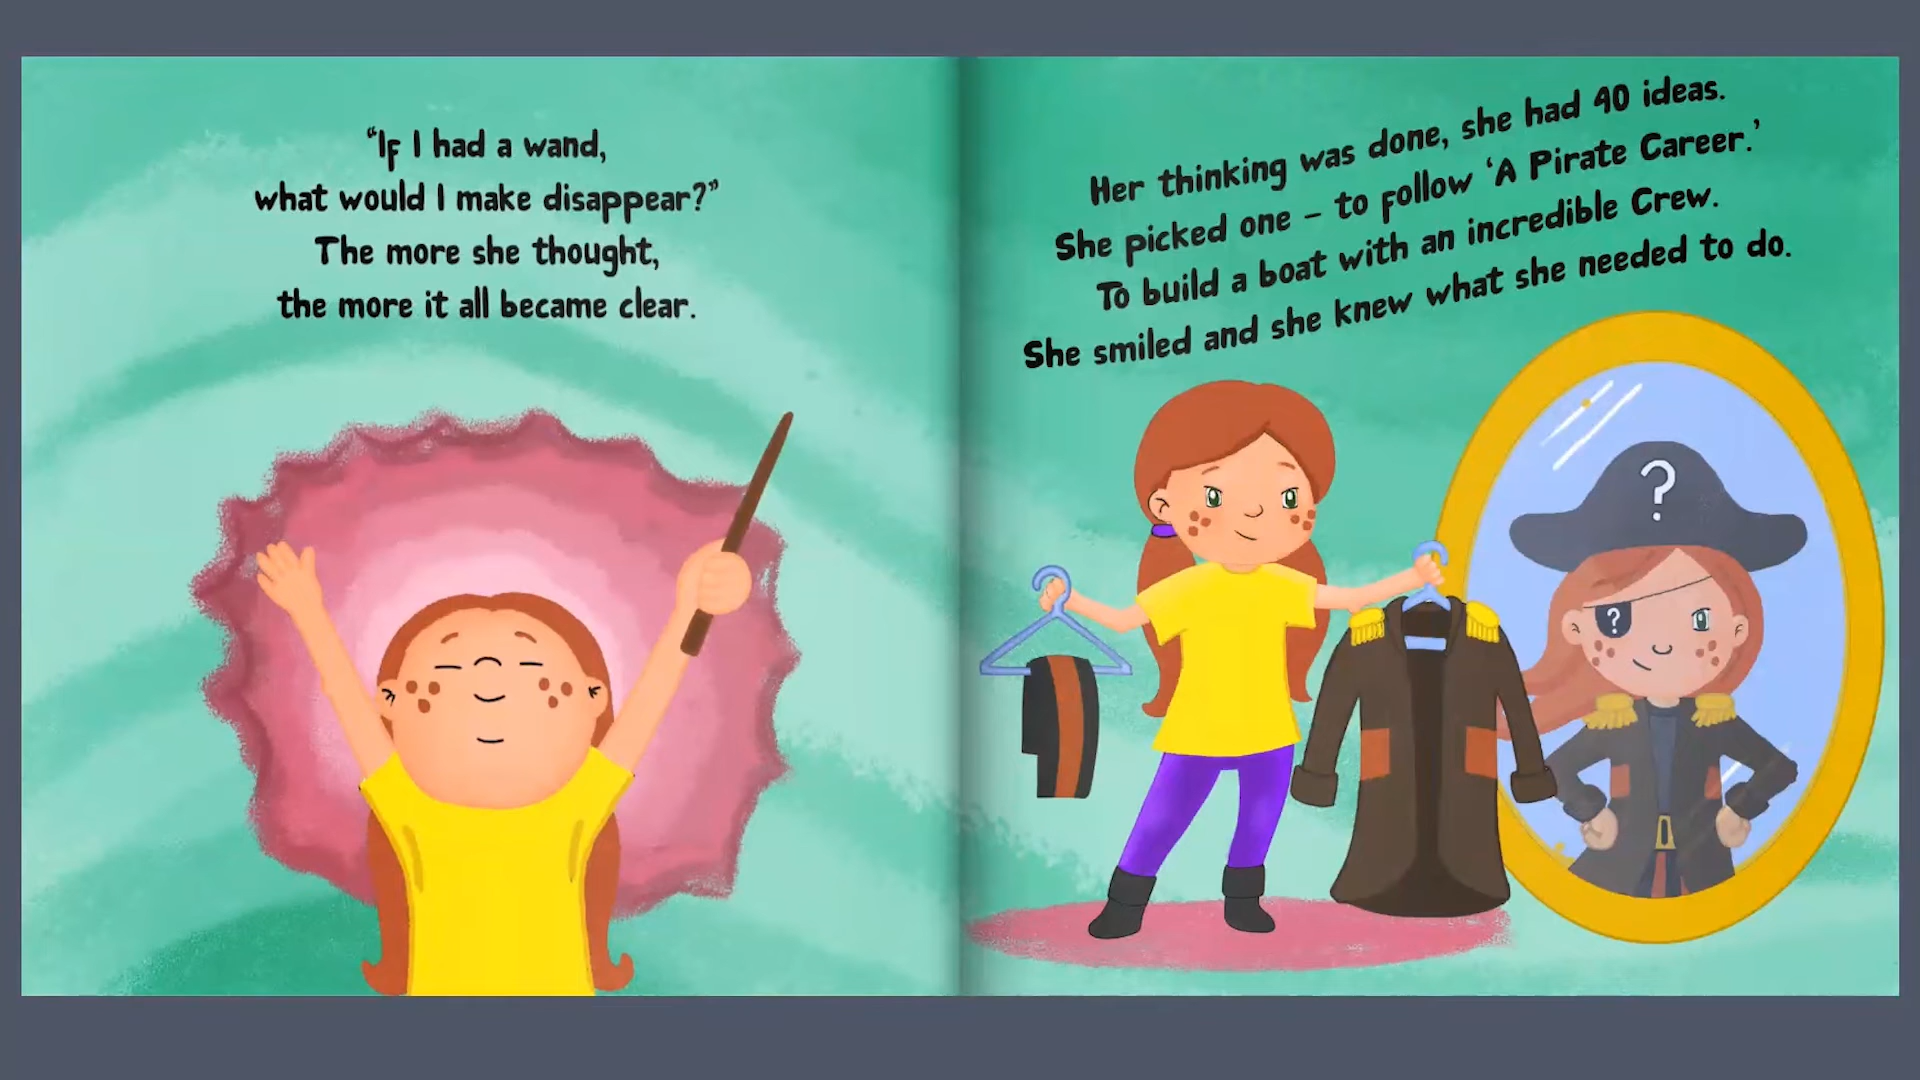 “If I had a wand,
what would I make disappear?”
The more she thought,
the more it all became clear.
Her thinking was done, she had 40 ideas.
She picked one – to follow ‘A Pirate Career.’
To build a boat with an incredible Crew.
She smiled and she knew what she needed to do.
?
?